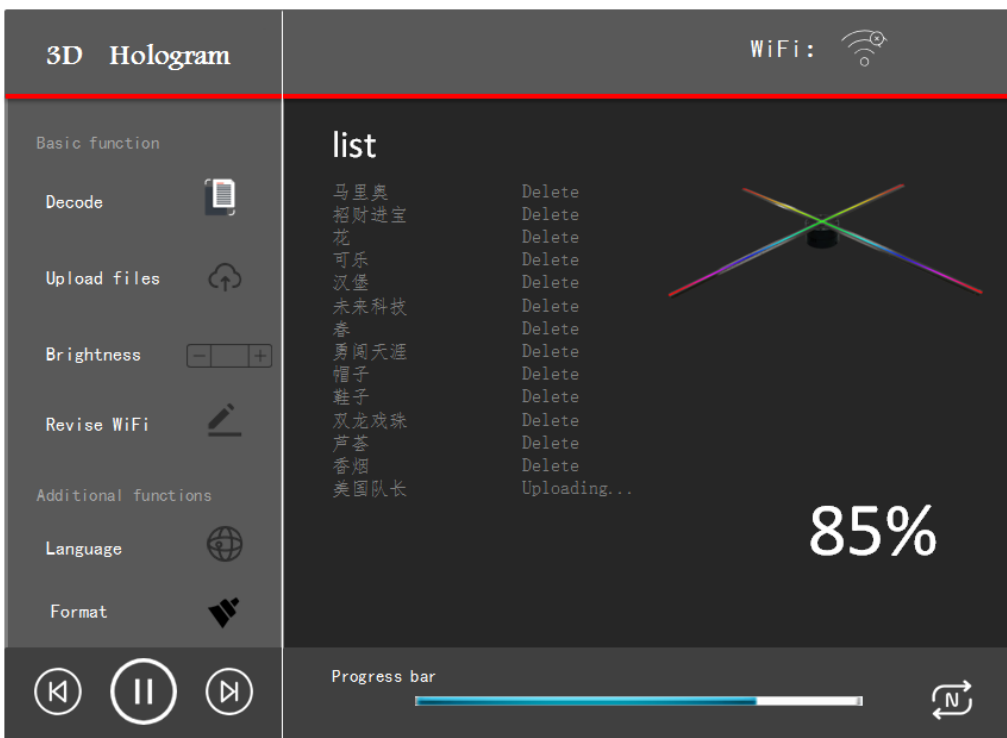 3D Hologram
WiFi:
Basic function
Decode
Upload files
Brightness
Revise WiFi
Additional functions
Language
Format
list
马里奥 Delete
招财进宝 Delete
花 Delete
可乐 Delete
汉堡 Delete
未来科技 Delete
春 Delete
勇闯天涯 Delete
帽子 Delete
鞋子 Delete
双龙戏珠 Delete
芦荟 Delete
香烟 Delete
美国队长 Uploading...
85%
Progress bar
N